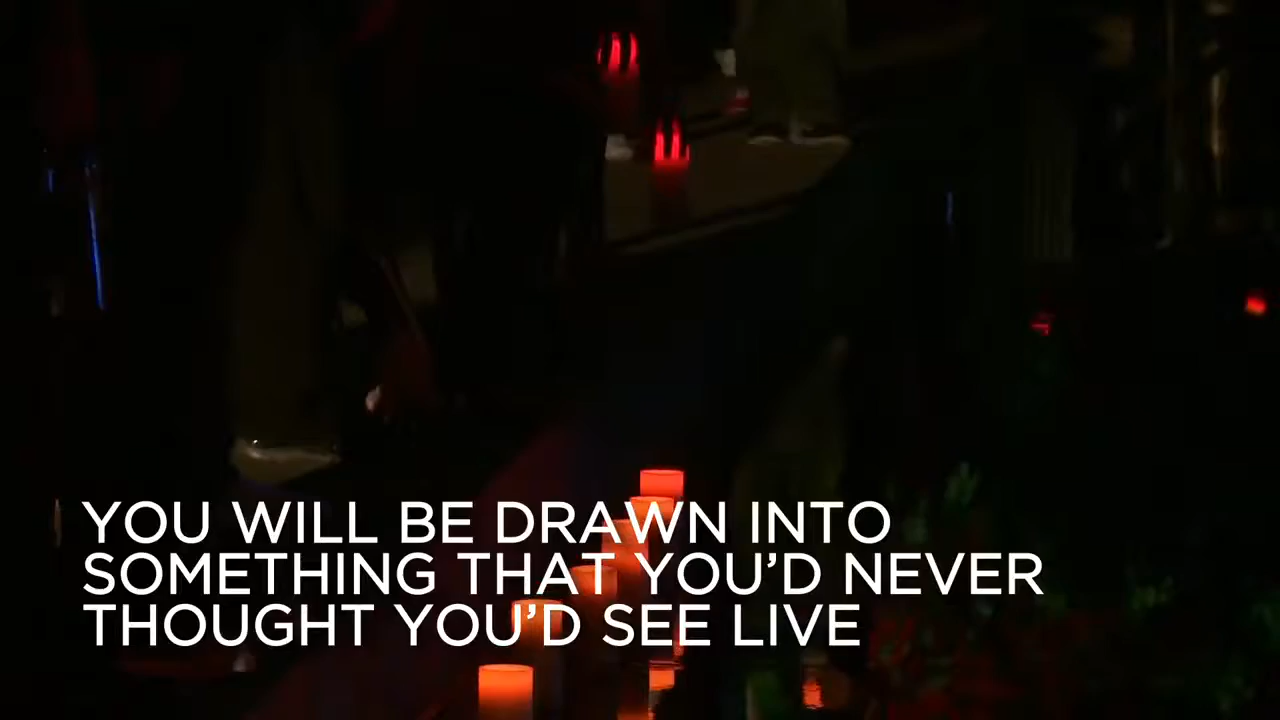 YOU WILL BE DRAWN INTO
SOMETHING THAT YOU’D NEVER
THOUGHT YOU’D SEE LIVE